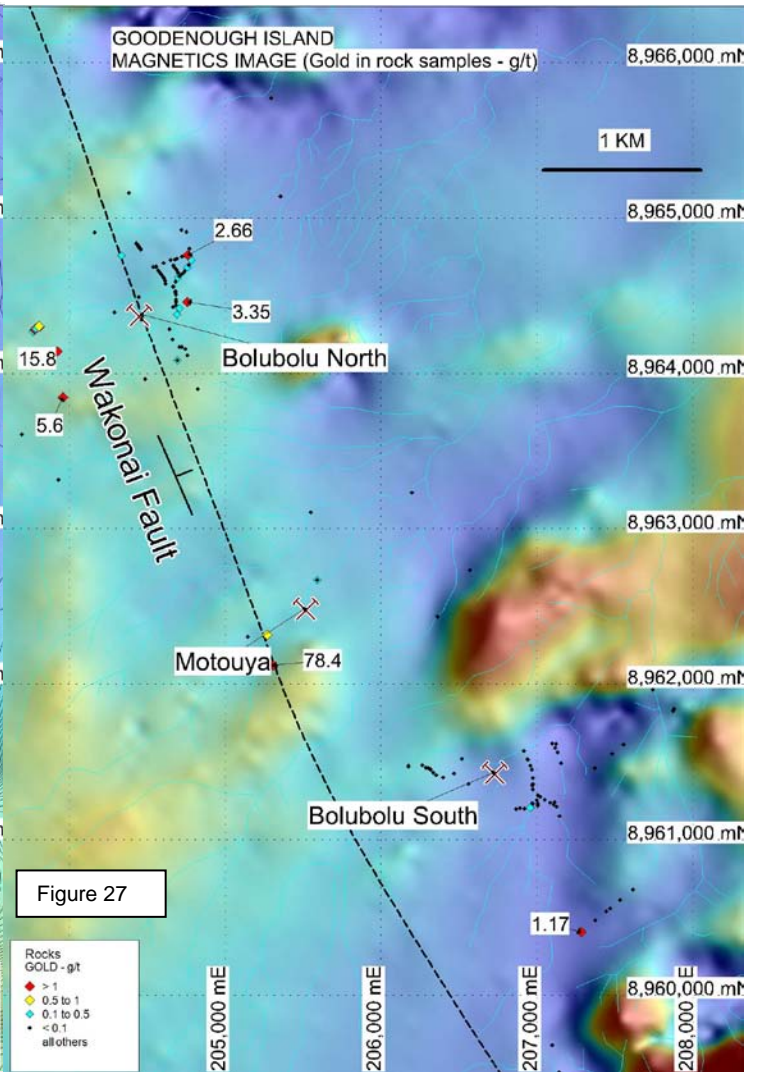 GOODENOUGH ISLAND
MAGNETICS IMAGE (Gold in rock samples - g/t)
8,966,000 mN
1 KM
8,965,000 mN
2.66
3.35
Bolubolu North
15.8
8,964,000 mN
5.6
Wakonai Fault
8,963,000 mN
Motouya
78.4
8,962,000 mN
Bolubolu South
8,961,000 mN
Figure 27
1.17
Rocks
GOLD - g/t
> 1
0.5 to 1
0.1 to 0.5
< 0.1
all others
8,960,000 mN
205,000 mE
206,000 mE
207,000 mE
208,000 E